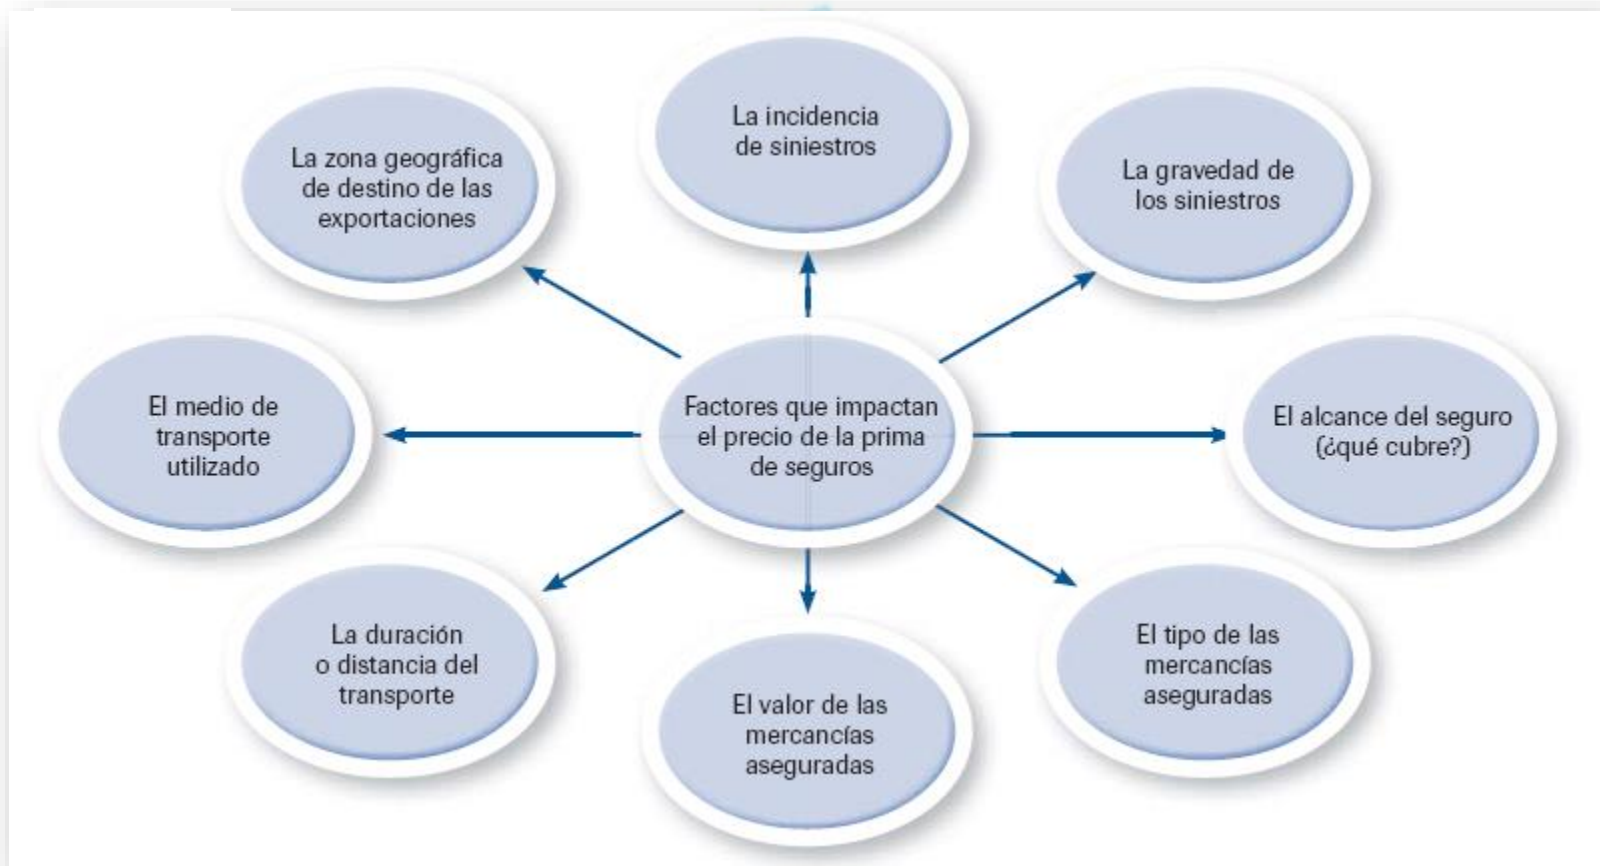 La incidencia
de siniestros
La zona geográfica
de destino de las
exportaciones
La gravedad de
los siniestros
El medio de
transporte
utilizado
Factores que impactan
el precio de la prima
de seguros
El alcance del seguro
(¿qué cubre?)
La duración
o distancia del
transporte
El valor de las
mercancías
aseguradas
El tipo de las
mercancías
aseguradas